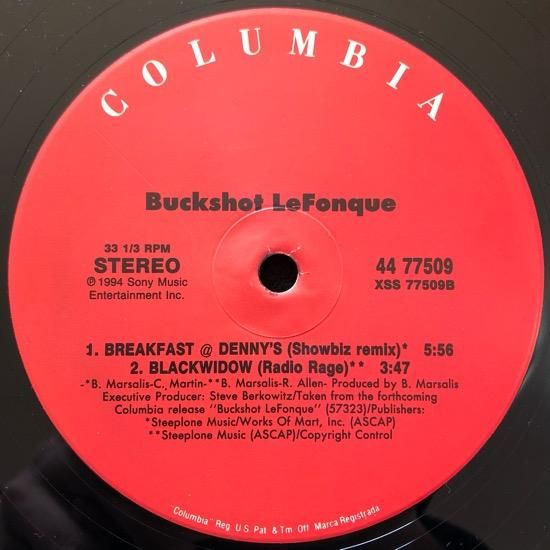 COLUMBIA
Buckshot LeFonque
33 1/3 RPM
STEREO
℗ 1994 Sony Music
Entertainment Inc.
44 77509
XSS 77509B
1. BREAKFAST @ DENNY'S (Showbiz remix)* 5:56
2. BLACKWIDOW (Radio Rage)** 3:47
-*B. Marsalis-C, Martin-**B. Marsalis-R. Allen- Produced by B. Marsalis
Executive Producer: Steve Berkowitz/Taken from the forthcoming
Columbia release "Buckshot LeFonque" (57323)/Publishers:
*Steeplone Music/Works Of Mart, Inc. (ASCAP)
**Steeplone Music (ASCAP)/Copyright Control
"Columbia" Reg. U.S. Pat. & Tm. Off. Marca Registrada